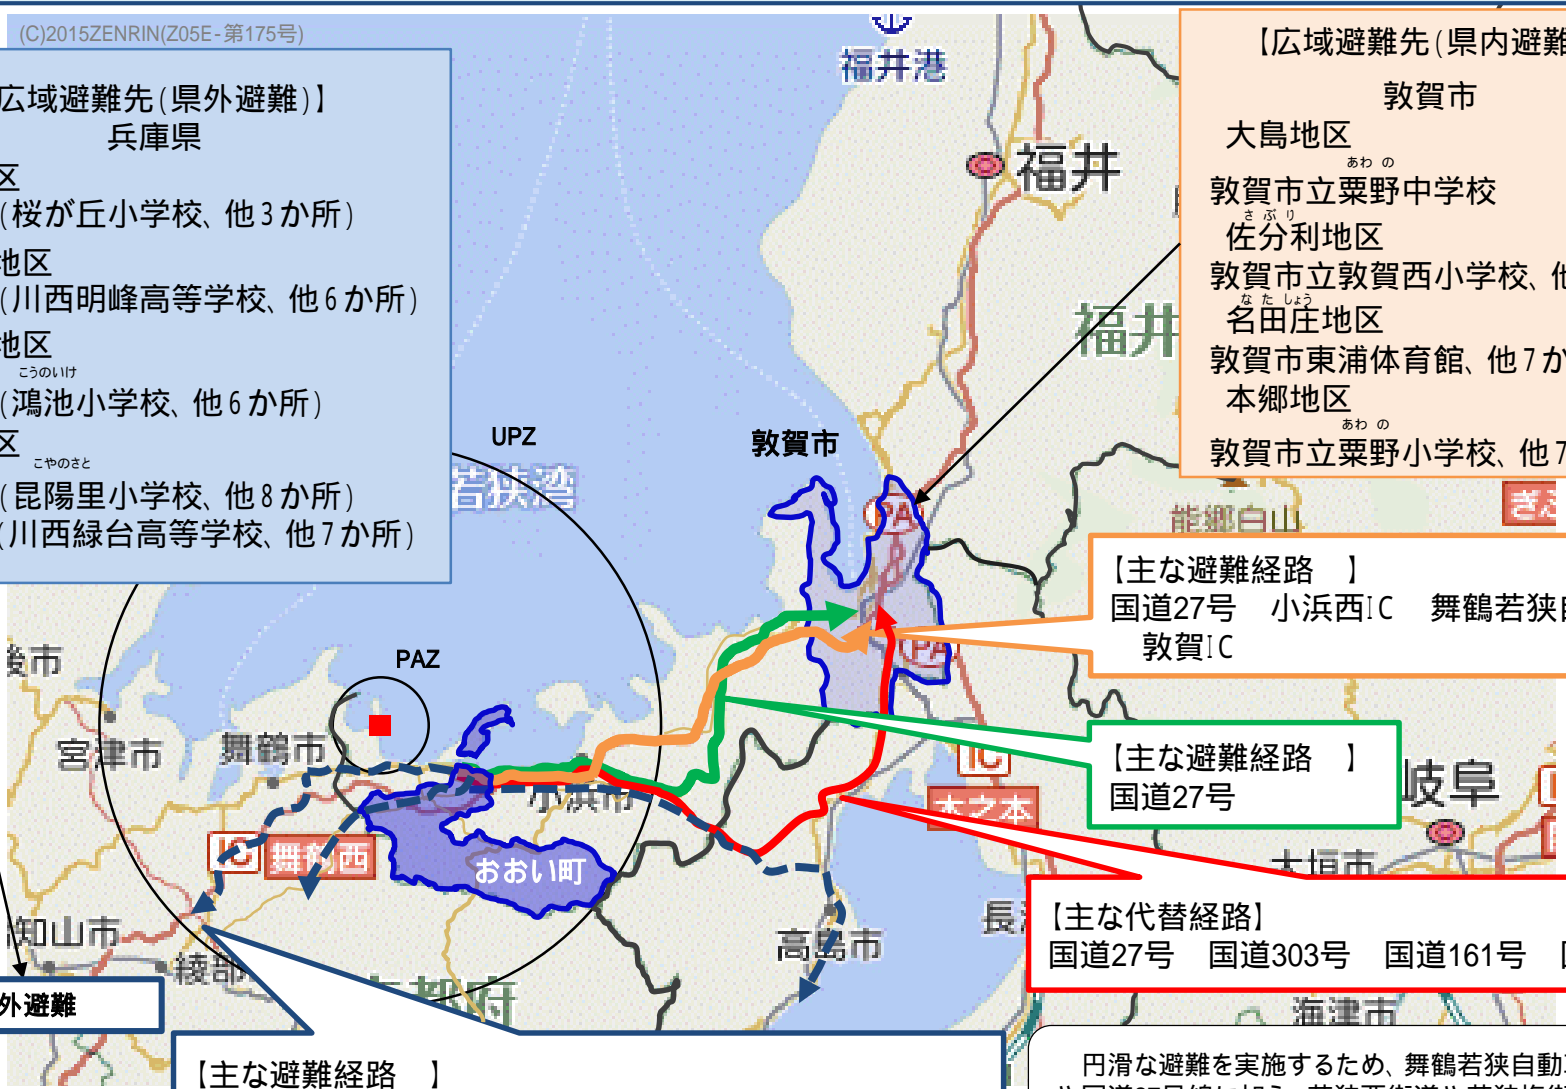 (C)2015ZENRIN(Z05E-第175号)
広域避難先(県外避難)】
兵庫県
区
(桜が丘小学校、他3か所)
地区
(川西明峰高等学校、他6か所)
地区
こうのいけ
(鴻池小学校、他6か所)
区
こやのさと
(昆陽里小学校、他8か所)
(川西緑台高等学校、他7か所)
【広域避難先(県内避難
敦賀市
大島地区
あわ の
敦賀市立粟野中学校
さ ぶ り
佐分利地区
敦賀市立敦賀西小学校、他
な た しょう
名田庄地区
敦賀市東浦体育館、他7か
本郷地区
あわ の
敦賀市立粟野小学校、他7
福井港
福井
福井
UPZ
敦賀市
若狭湾
PA
能郷白山
ぎふ
【主な避難経路　】
国道27号　小浜西IC　舞鶴若狭自
敦賀IC
(PA)
PAZ
後市
宮津市
舞鶴市
小浜市
IC
木之本
【主な避難経路　】
国道27号
岐阜
大垣市
IC
舞鶴西
おおい町
【主な代替経路】
国道27号　国道303号　国道161号　国
長
高島市
知山市
綾部
京都府
外避難
海津市
【主な避難経路　】
円滑な避難を実施するため、舞鶴若狭自動